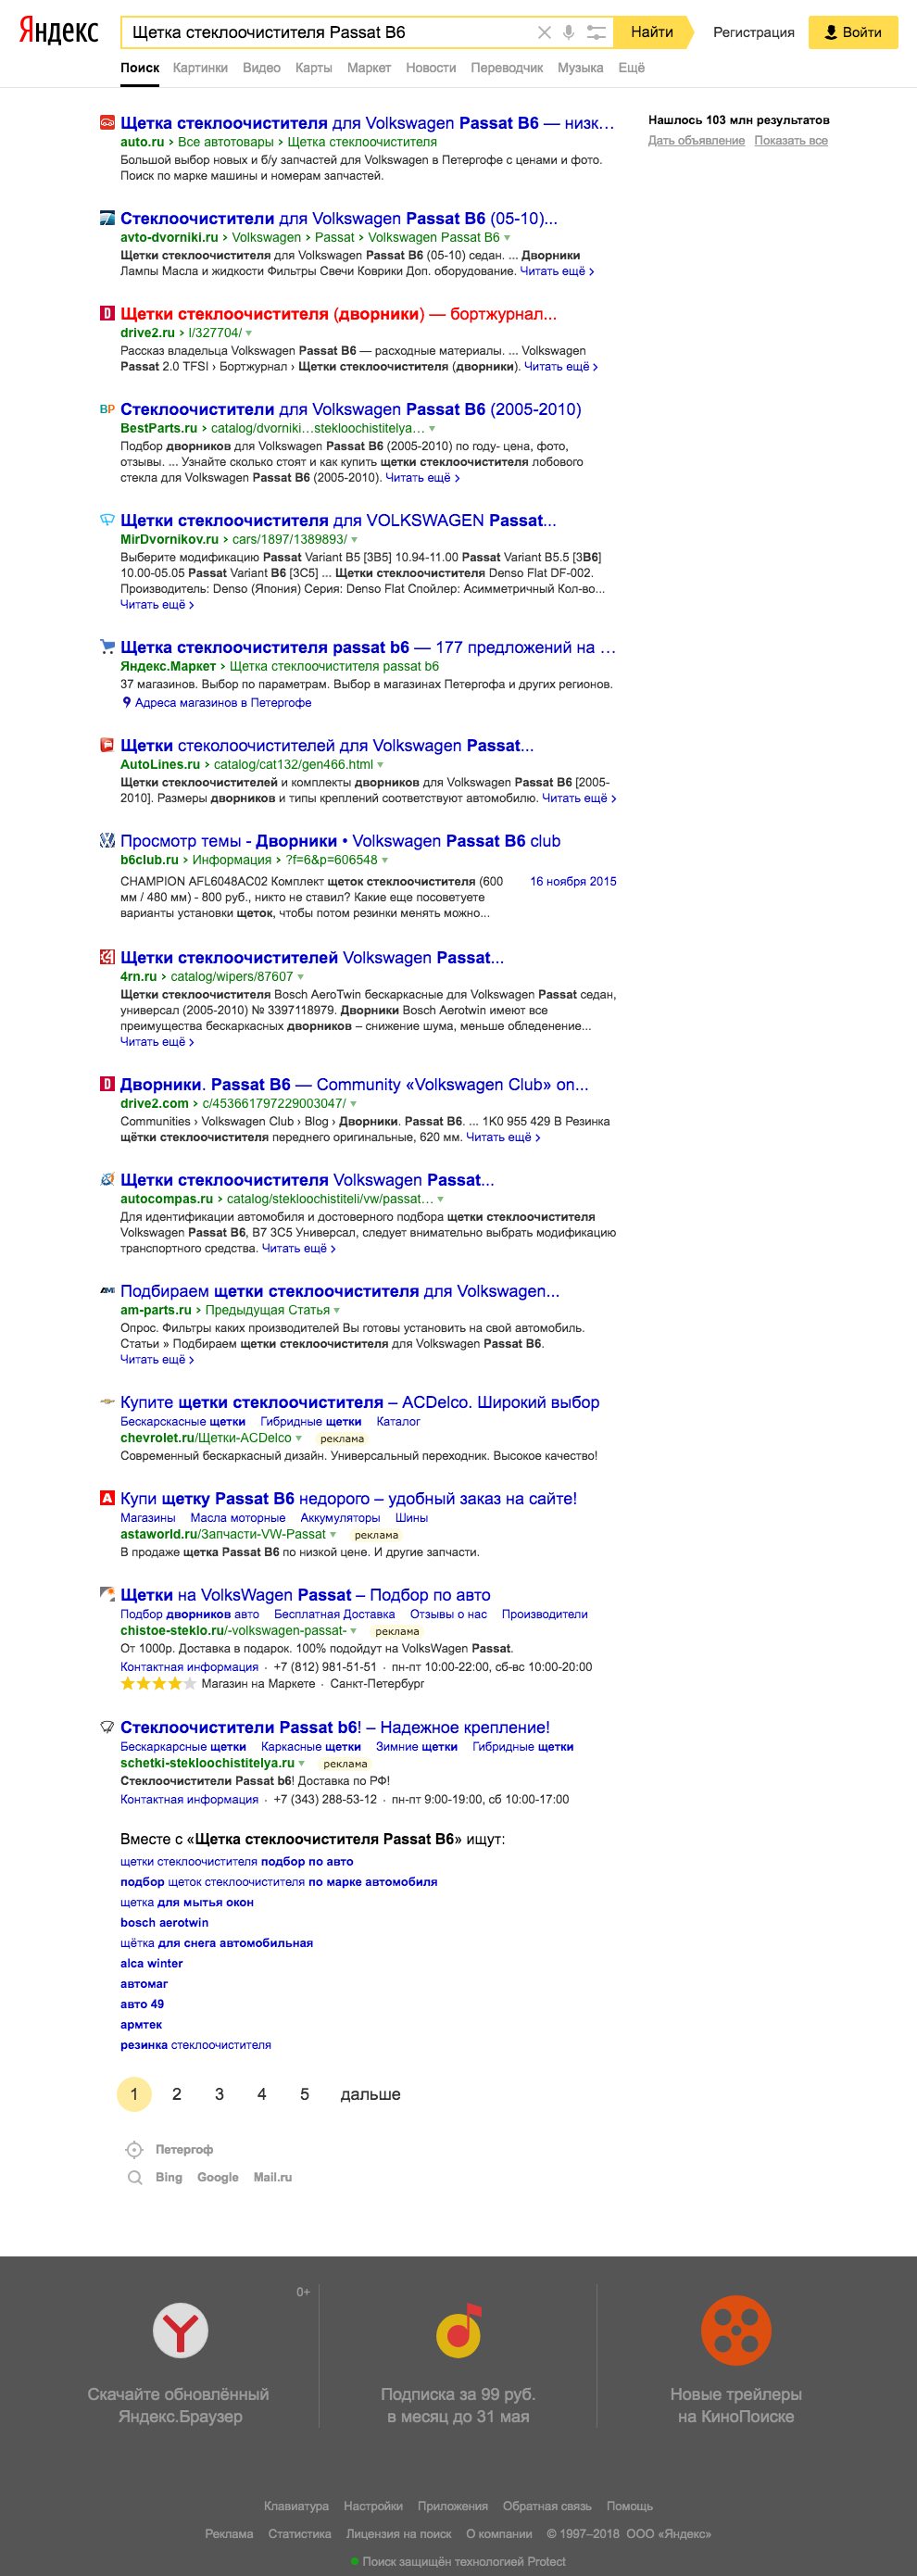 Яндекс
Щетка стеклоочистителя Passat B6
Найти
Регистрация
Войти
Поиск Картинки Видео Карты Маркет Новости Переводчик Музыка Ещё
Щетка стеклоочистителя для Volkswagen Passat B6 — низк...
auto.ru › Все автотовары › Щетка стеклоочистителя
Большой выбор новых и б/у запчастей для Volkswagen в Петергофе с ценами и фото.
Поиск по марке машины и номерам запчастей.
Нашлось 103 млн результатов
Дать объявление Показать все
Стеклоочистители для Volkswagen Passat B6 (05-10)...
avto-dvorniki.ru › Volkswagen › Passat › Volkswagen Passat B6
Щетки стеклоочистителя для Volkswagen Passat B6 (05-10) седан. ... Дворники
Лампы Масла и жидкости Фильтры Свечи Коврики Доп. оборудование. Читать ещё ›
Щетки стеклоочистителя (дворники) — бортжурнал...
drive2.ru › l/327704/
Рассказ владельца Volkswagen Passat B6 — расходные материалы. ... Volkswagen
Passat 2.0 TFSI › Бортжурнал › Щетки стеклоочистителя (дворники). Читать ещё ›
BP
Стеклоочистители для Volkswagen Passat B6 (2005-2010)
BestParts.ru › catalog/dvorniki…stekloochistitelya…
Подбор дворников для Volkswagen Passat B6 (2005-2010) по году- цена, фото,
отзывы. ... Узнайте сколько стоят и как купить щетки стеклоочистителя лобового
стекла для Volkswagen Passat B6 (2005-2010). Читать ещё ›
Щетки стеклоочистителя для VOLKSWAGEN Passat...
MirDvornikov.ru › cars/1897/1389893/
Выберите модификацию Passat Variant B5 [3B5] 10.94-11.00 Passat Variant B5.5 [3B6]
10.00-05.05 Passat Variant B6 [3C5] ... Щетки стеклоочистителя Denso Flat DF-002.
Производитель: Denso (Япония) Серия: Denso Flat Спойлер: Асимметричный Кол-во...
Читать ещё ›
Щетка стеклоочистителя passat b6 — 177 предложений на …
Яндекс.Маркет › Щетка стеклоочистителя passat b6
37 магазинов. Выбор по параметрам. Выбор в магазинах Петергофа и других регионов.
Адреса магазинов в Петергофе
Щетки стеколоочистителей для Volkswagen Passat...
AutoLines.ru › catalog/cat132/gen466.html
Щетки стеклоочистителей и комплекты дворников для Volkswagen Passat B6 [2005-
2010]. Размеры дворников и типы креплений соответствуют автомобилю. Читать ещё ›
Просмотр темы - Дворники • Volkswagen Passat B6 club
b6club.ru › Информация › ?f=6&p=606548
CHAMPION AFL6048AC02 Комплект щеток стеклоочистителя (600
16 ноября 2015
мм / 480 мм) - 800 руб., никто не ставил? Какие еще посоветуете
варианты установки щеток, чтобы потом резинки менять можно...
Щетки стеклоочистителей Volkswagen Passat...
4rn.ru › catalog/wipers/87607
Щетки стеклоочистителя Bosch AeroTwin бескаркасные для Volkswagen Passat седан,
универсал (2005-2010) № 3397118979. Дворники Bosch Aerotwin имеют все
преимущества бескаркасных дворников – снижение шума, меньше обледенение...
Читать ещё ›
Дворники. Passat B6 — Community «Volkswagen Club» on...
drive2.com › c/453661797229003047/
Communities › Volkswagen Club › Blog › Дворники. Passat B6. ... 1K0 955 429 B Резинка
щётки стеклоочистителя переднего оригинальные, 620 мм. Читать ещё ›
Щетки стеклоочистителя Volkswagen Passat...
autocompas.ru › catalog/stekloochistiteli/vw/passat…
Для идентификации автомобиля и достоверного подбора щетки стеклоочистителя
Volkswagen Passat B6, B7 3C5 Универсал, следует внимательно выбрать модификацию
транспортного средства. Читать ещё ›
Подбираем щетки стеклоочистителя для Volkswagen...
am-parts.ru › Предыдущая Статья
Опрос. Фильтры каких производителей Вы готовы установить на свой автомобиль.
Статьи » Подбираем щетки стеклоочистителя для Volkswagen Passat B6.
Читать ещё ›
Купите щетки стеклоочистителя – ACDelco. Широкий выбор
Бескарскасные щетки Гибридные щетки Каталог
chevrolet.ru/Щетки-ACDelco реклама
Современный бескаркасный дизайн. Универсальный переходник. Высокое качество!
Купи щетку Passat B6 недорого – удобный заказ на сайте!
Магазины Масла моторные Аккумуляторы Шины
astaworld.ru/Запчасти-VW-Passat реклама
В продаже щетка Passat B6 по низкой цене. И другие запчасти.
Щетки на VolksWagen Passat – Подбор по авто
Подбор дворников авто Бесплатная Доставка Отзывы о нас Производители
chistoe-steklo.ru/-volkswagen-passat- реклама
От 1000р. Доставка в подарок. 100% подойдут на VolksWagen Passat.
Контактная информация · +7 (812) 981-51-51 · пн-пт 10:00-22:00, сб-вс 10:00-20:00
Магазин на Маркете · Санкт-Петербург
Стеклоочистители Passat b6! – Надежное крепление!
Бескаркарсные щетки Каркасные щетки Зимние щетки Гибридные щетки
schetki-stekloochistitelya.ru реклама
Стеклоочистители Passat b6! Доставка по РФ!
Контактная информация · +7 (343) 288-53-12 · пн-пт 9:00-19:00, сб 10:00-17:00
Вместе с «Щетка стеклоочистителя Passat B6» ищут:
щетки стеклоочистителя подбор по авто
подбор щеток стеклоочистителя по марке автомобиля
щетка для мытья окон
bosch aerotwin
щётка для снега автомобильная
alca winter
автомаг
авто 49
армтек
резинка стеклоочистителя
1 2 3 4 5 дальше
Петергоф
Bing Google Mail.ru
0+
Скачайте обновлённый
Яндекс.Браузер
Подписка за 99 руб.
в месяц до 31 мая
Новые трейлеры
на КиноПоиске
Клавиатура Настройки Приложения Обратная связь Помощь
Реклама Статистика Лицензия на поиск О компании © 1997–2018 ООО «Яндекс»
Поиск защищён технологией Protect